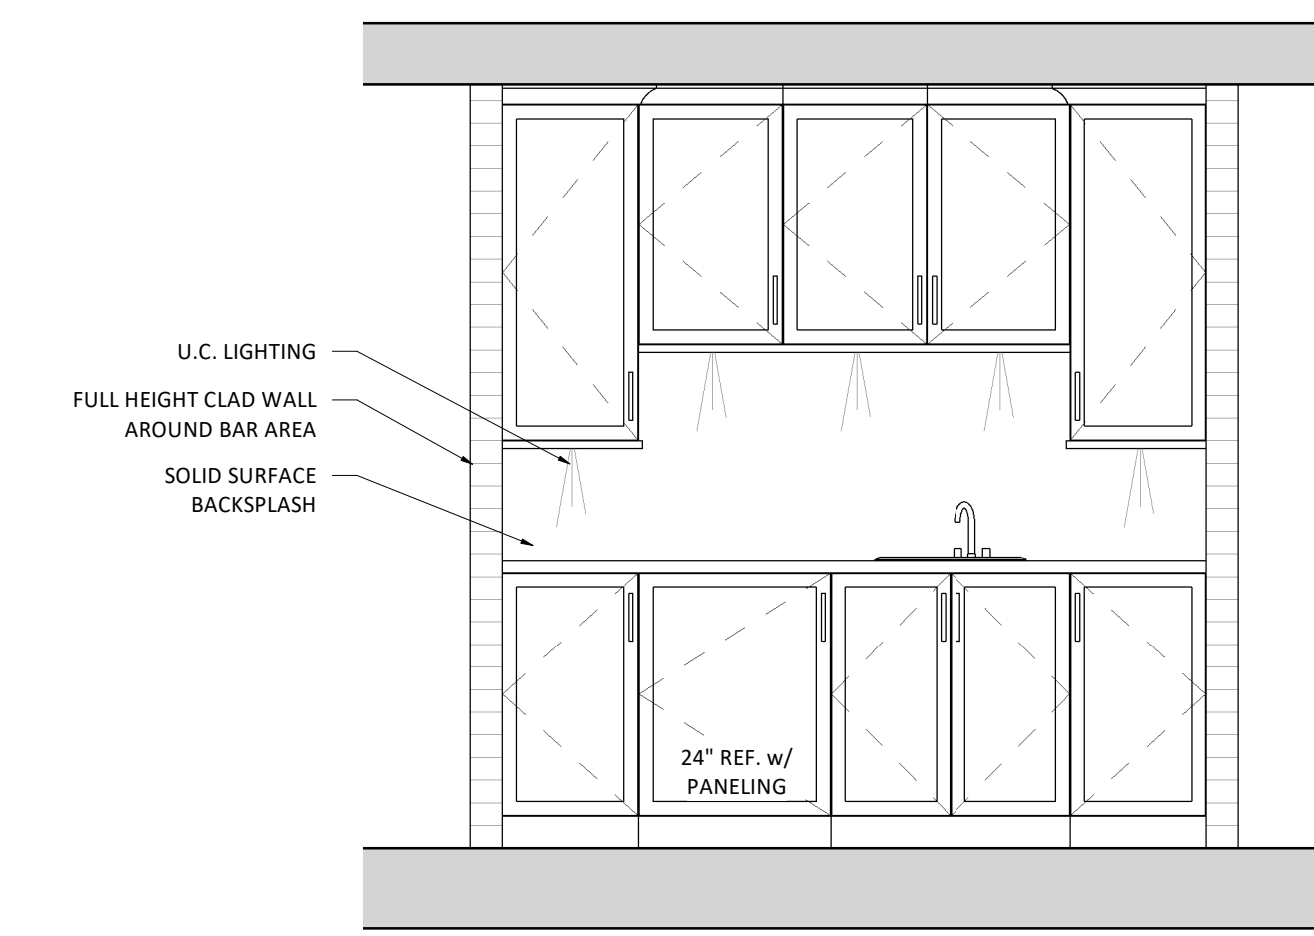 U.C. LIGHTING
FULL HEIGHT CLAD WALL
AROUND BAR AREA
SOLID SURFACE
BACKSPLASH
24" REF. w/
PANELING